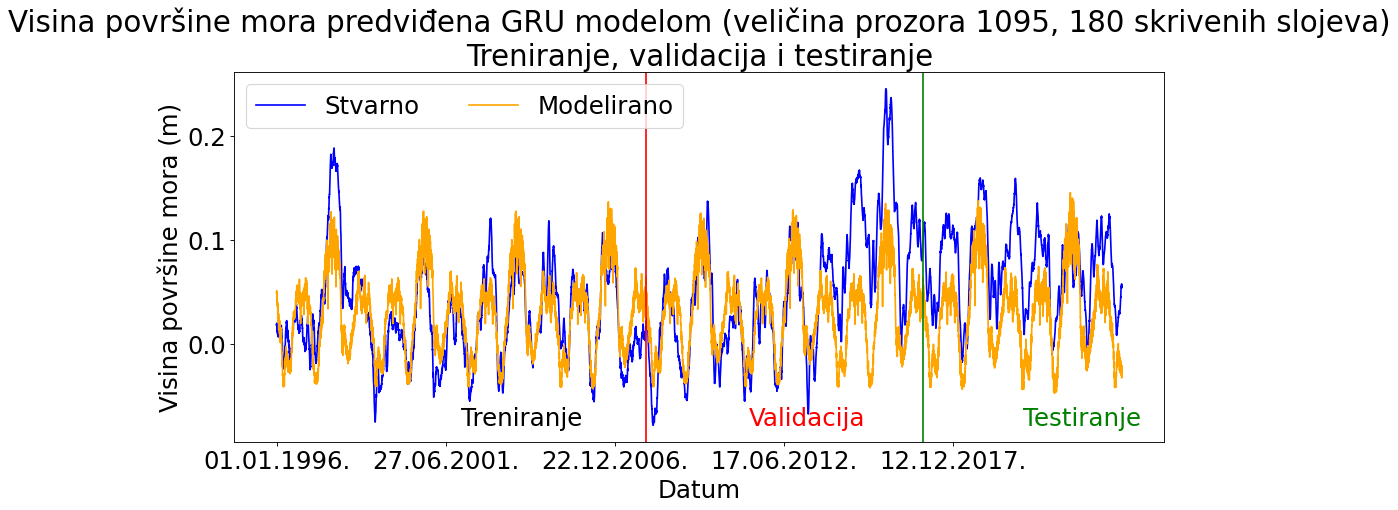 Visina površine mora predviđena GRU modelom (veličina prozora 1095, 180 skrivenih slojeva)
Treniranje, validacija i testiranje
Stvarno Modelirano
Visina površine mora (m)
0.2
0.1
0.0
Treniranje Validacija Testiranje
01.01.1996. 27.06.2001. 22.12.2006. 17.06.2012. 12.12.2017.
Datum